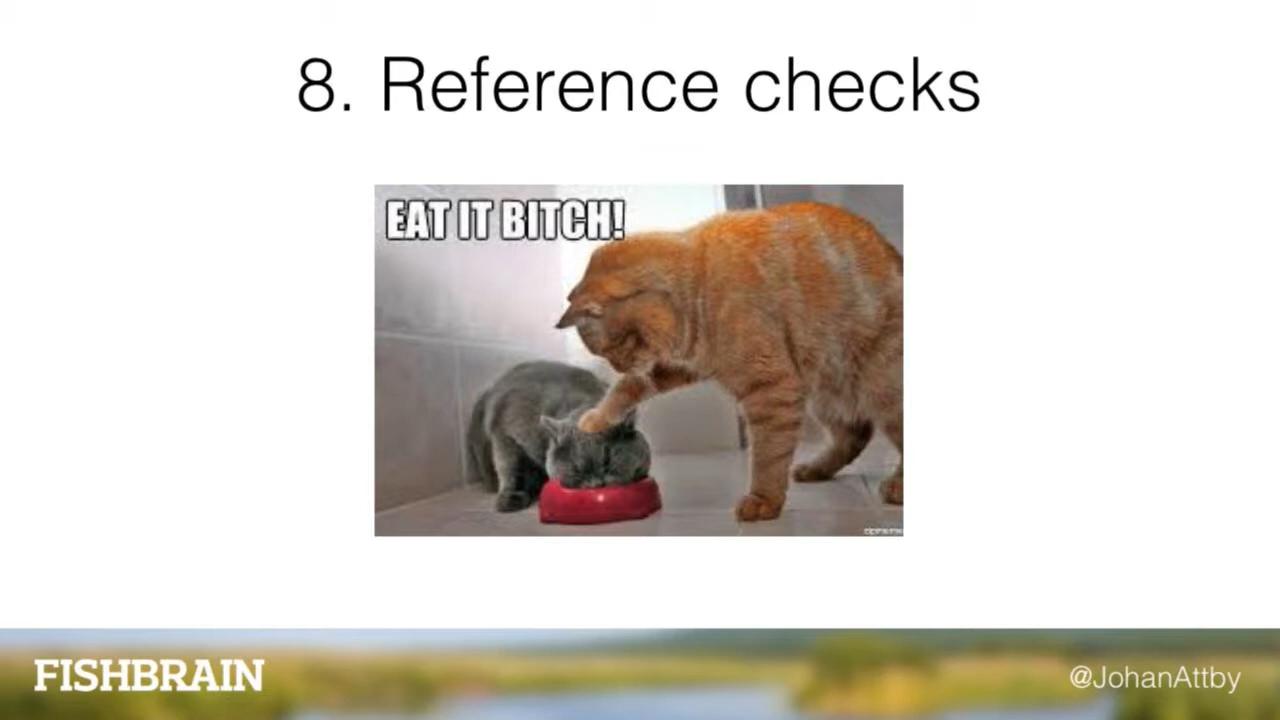 8. Reference checks
EAT IT BITCH!
FISHBRAIN
@JohanAttby